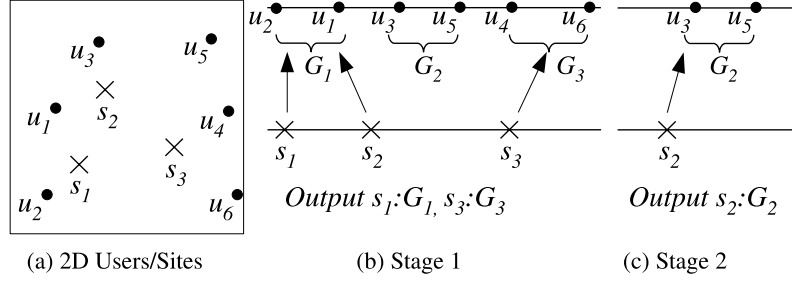 u₃ u₅
s₂
u₁ u₄
s₁ s₃
u₂ u₆
(a) 2D Users/Sites
u₂ u₁ u₃ u₅ u₄ u₆
G₁ G₂ G₃
s₁ s₂ s₃
Output s₁:G₁, s₃:G₃
(b) Stage 1
u₃ u₅
G₂
s₂
Output s₂:G₂
(c) Stage 2